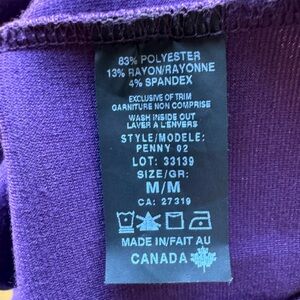 83% POLYESTER
13% RAYON/RAYONNE
4% SPANDEX
EXCLUSIVE OF TRIM
GARNITURE NON COMPRISE
WASH INSIDE OUT
LAVER A L'ENVERS
STYLE/MODELE:
PENNY 02
LOT: 33139
SIZE/GR:
M/M
CA: 27319
MADE IN/FAIT AU
CANADA